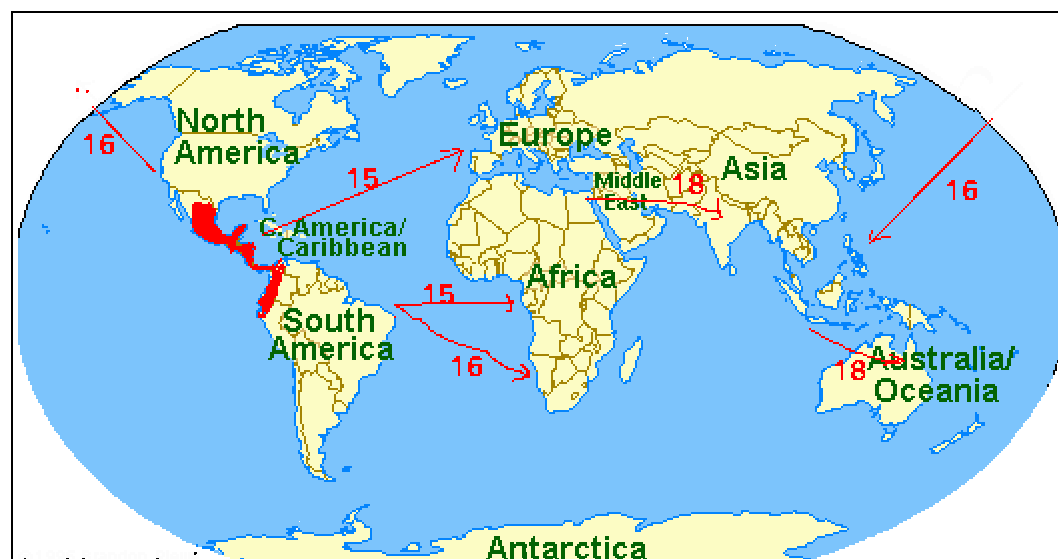 North
America
16
Europe
Asia
15
Middle
East
18
16
C. America/
Caribbean
Africa
15
South
America
16
18
Australia/
Oceania
Antarctica